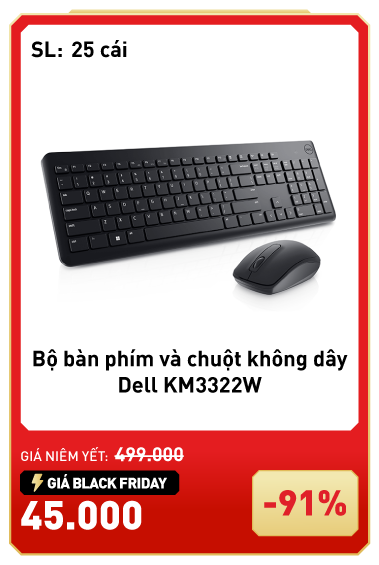 SL: 25 cái
Bộ bàn phím và chuột không dây
Dell KM3322W
GIÁ NIÊM YẾT: 499.000
GIÁ BLACK FRIDAY
45.000
-91%